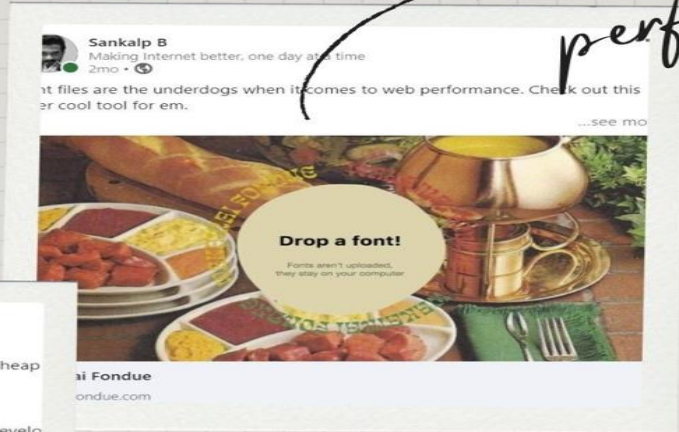 perf
Sankalp B
Making Internet better, one day at a time
2mo
nt files are the underdogs when it comes to web performance. Check out this
er cool tool for em.
...see mo
Drop a font!
Fonts aren't uploaded,
they stay on your computer
ai Fondue
ondue.com
heap
evelo